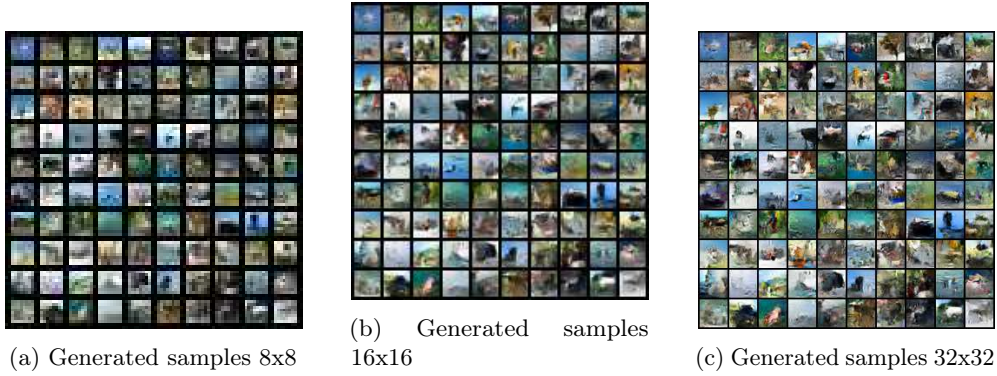 (a) Generated samples 8x8
(b) Generated samples
16x16
(c) Generated samples 32x32